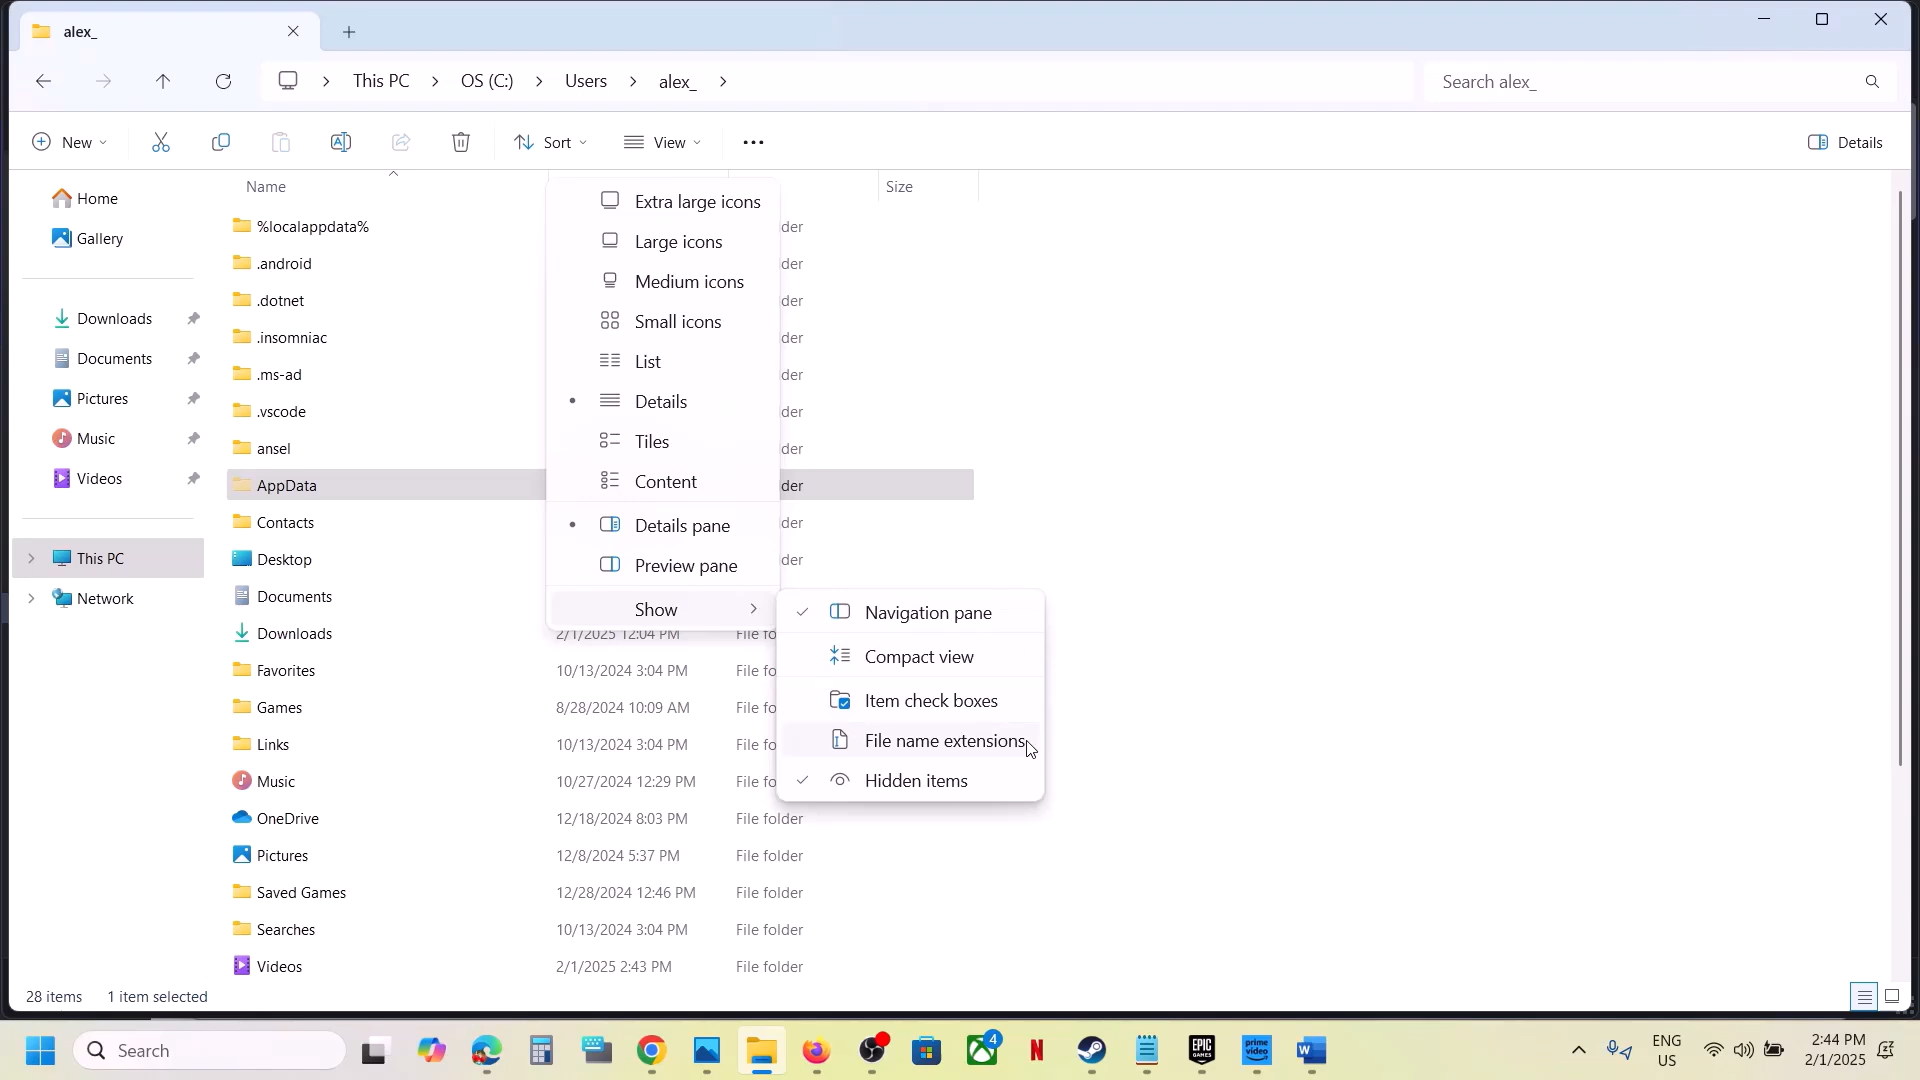 alex_
This PC
OS (C:)
Users
alex_
Search alex_
New
Sort
View
Details
Home
Gallery
Downloads
Documents
Pictures
Music
Videos
This PC
Network
Name
Size
%localappdata%
der
.android
der
.dotnet
der
.insomniac
der
.ms-ad
der
.vscode
der
ansel
der
AppData
der
Contacts
der
Desktop
der
Documents
Downloads
2/1/2025 12:04 PM
File fo
Favorites
10/13/2024 3:04 PM
File fo
Games
8/28/2024 10:09 AM
File fo
Links
10/13/2024 3:04 PM
File fo
Music
10/27/2024 12:29 PM
File fo
OneDrive
12/18/2024 8:03 PM
File folder
Pictures
12/8/2024 5:37 PM
File folder
Saved Games
12/28/2024 12:46 PM
File folder
Searches
10/13/2024 3:04 PM
File folder
Videos
2/1/2025 2:43 PM
File folder
Extra large icons
Large icons
Medium icons
Small icons
List
Details
Tiles
Content
Details pane
Preview pane
Show
Navigation pane
Compact view
Item check boxes
File name extensions
Hidden items
28 items
1 item selected
Search
4
N
EPIC
GAMES
prime
video
W
ENG
US
2:44 PM
2/1/2025